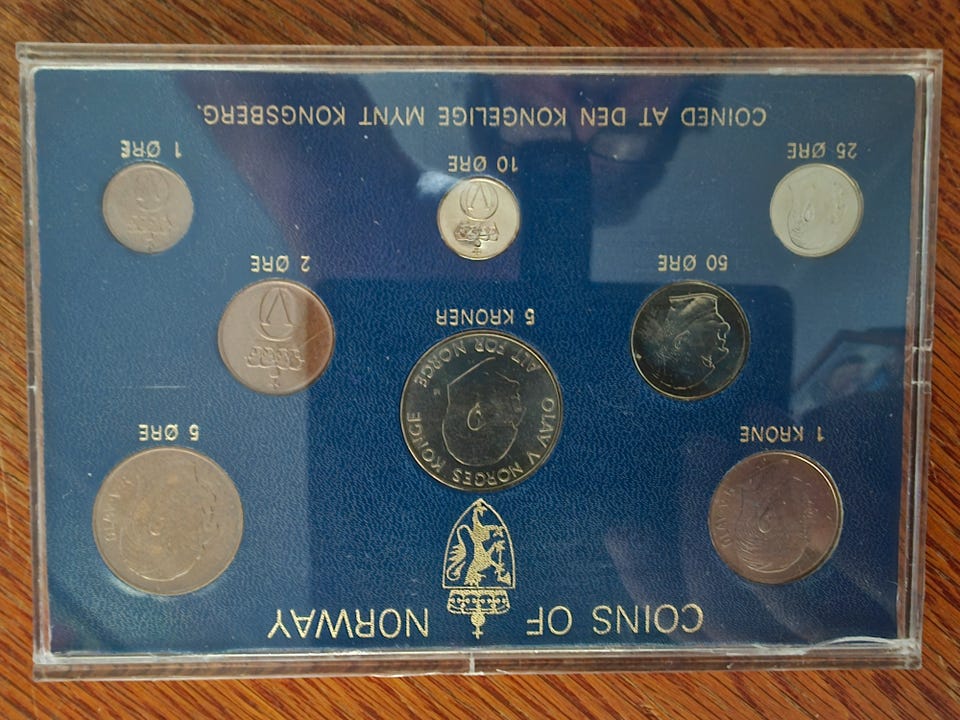 COINS OF NORWAY
1 KRONE
5 KRONER
5 ØRE
OLAV V NORGES KONGE
ALT FOR NORGE
50 ØRE
2 ØRE
25 ØRE
10 ØRE
1 ØRE
COINED AT DEN KONGELIGE MYNT KONGSBERG.